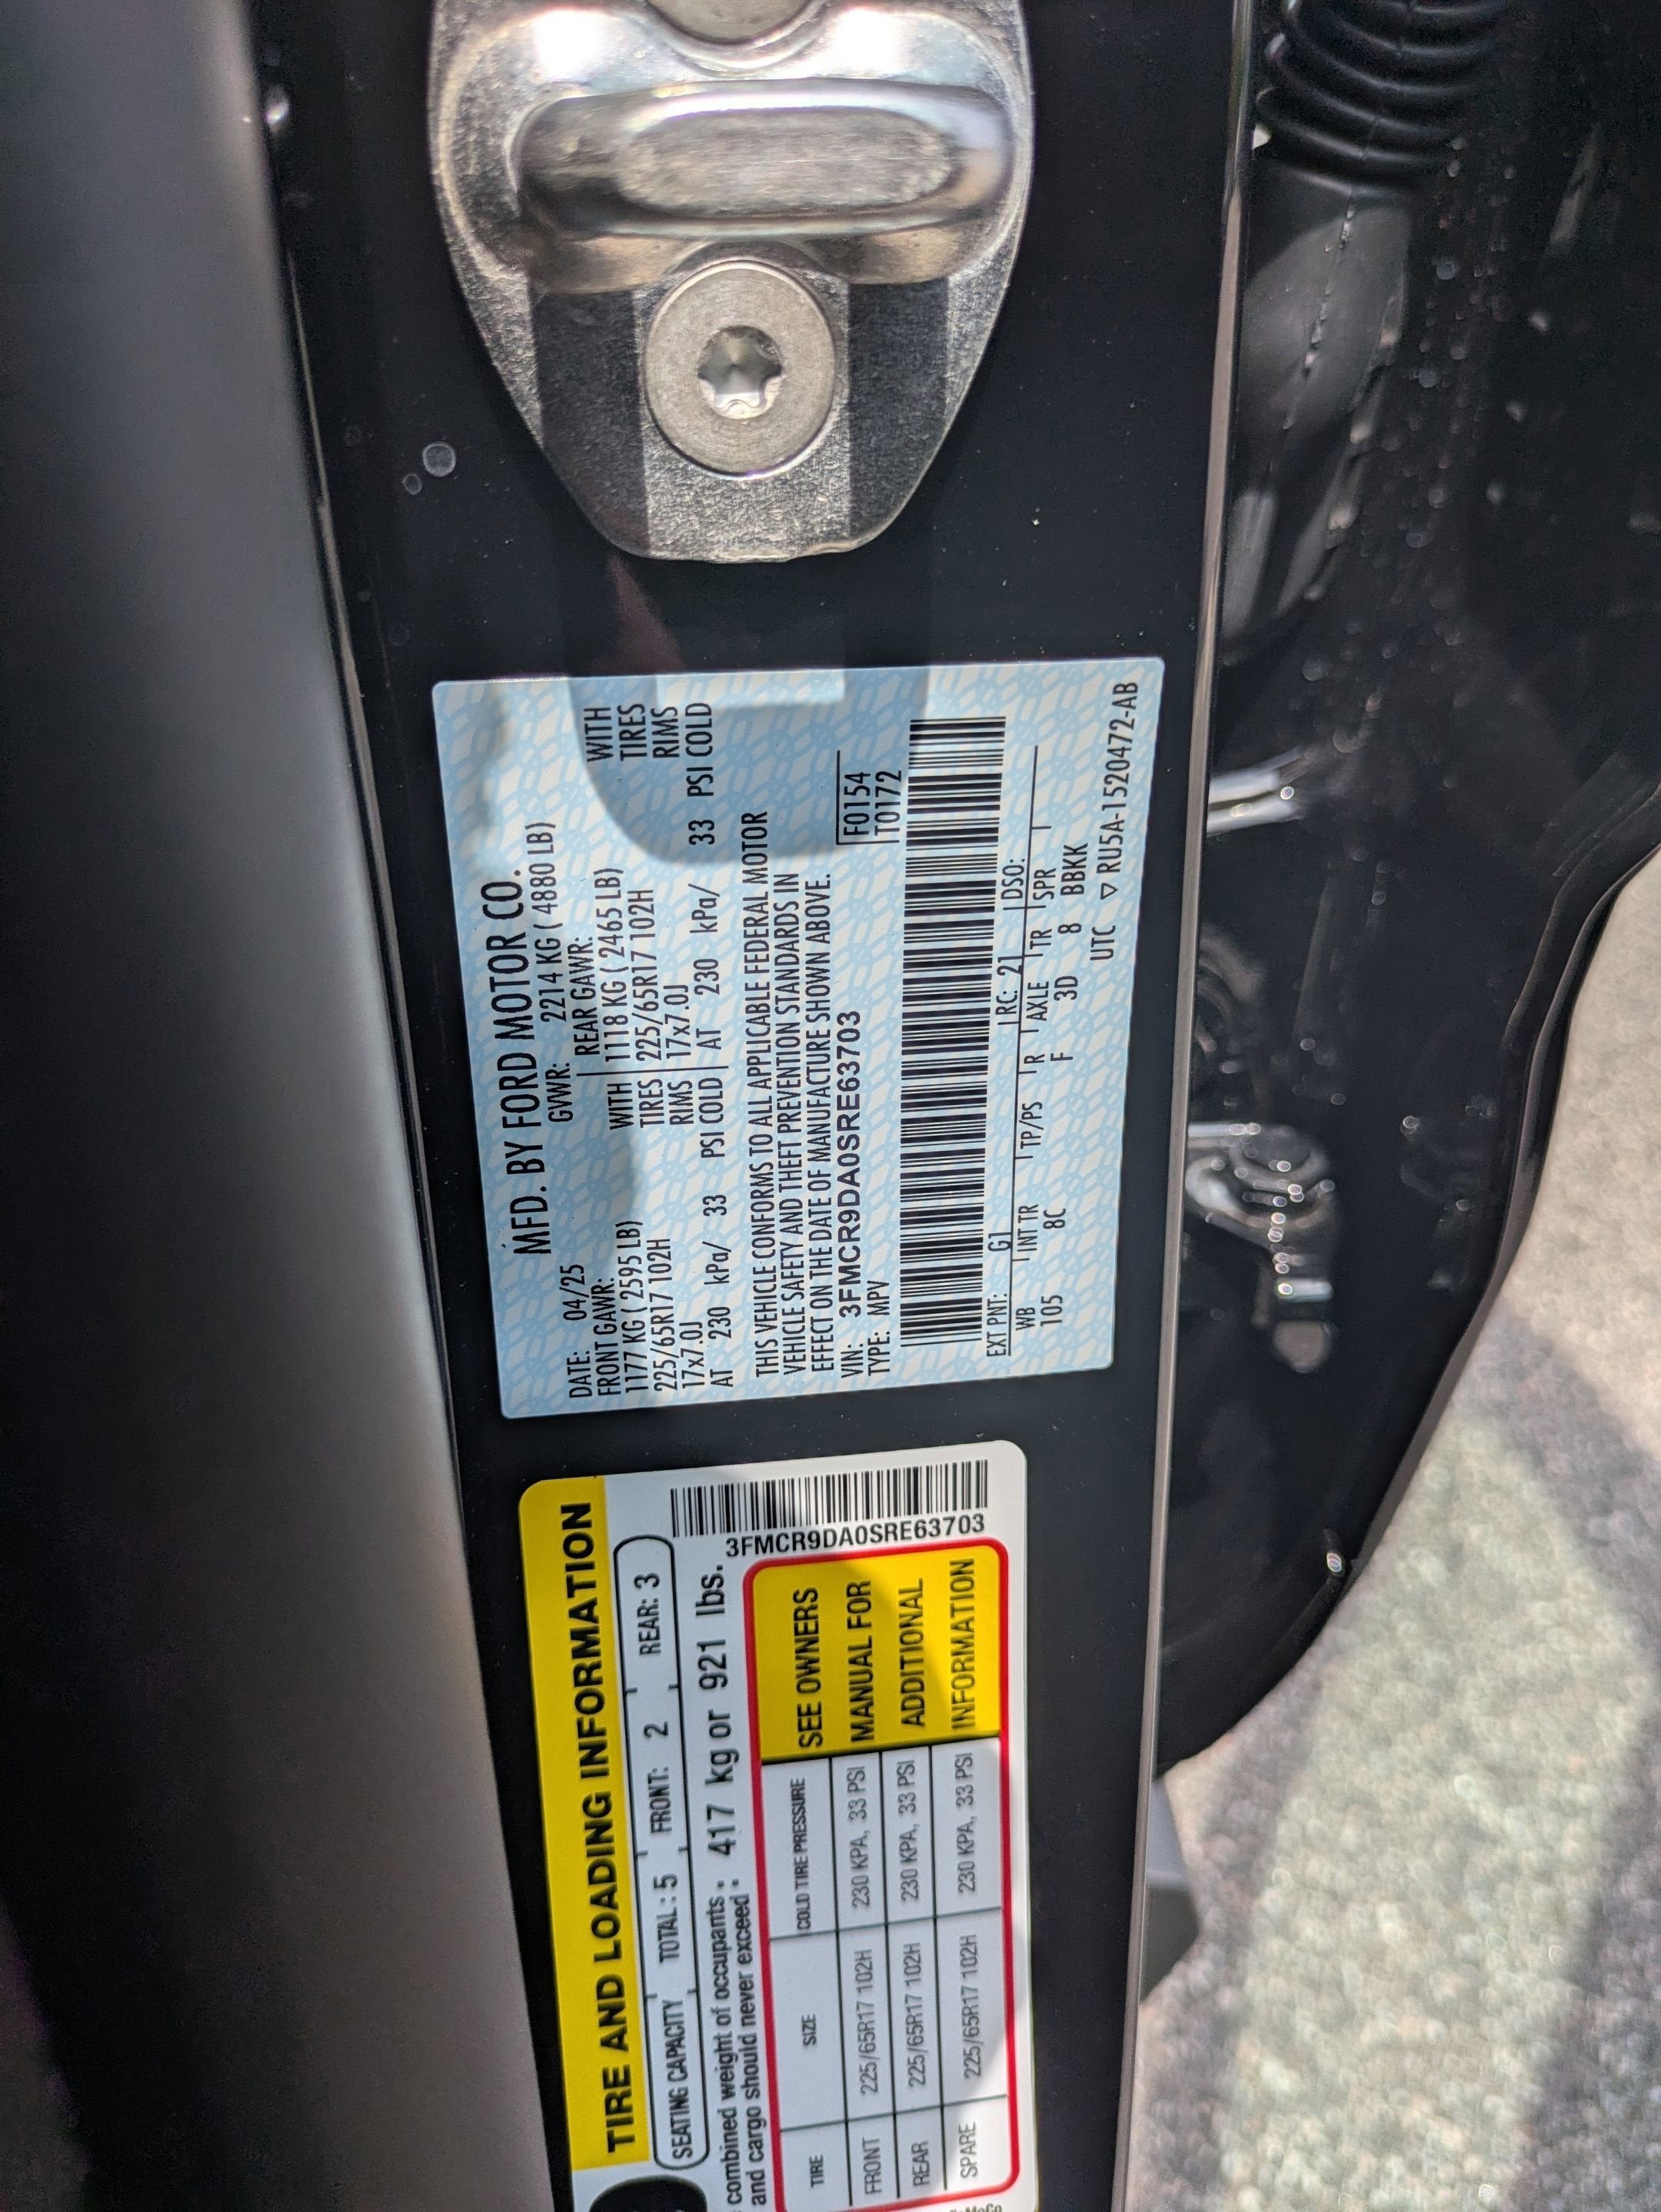 MFD. BY FORD MOTOR CO.
DATE: 04/25 GVWR: 2214 KG ( 4880 LB)
FRONT GAWR: REAR GAWR:
1177 KG ( 2595 LB) WITH 1118 KG ( 2465 LB) WITH
225/65R17 102H TIRES 225/65R17 102H TIRES
17x7.0J RIMS 17x7.0J RIMS
AT 230 kPa/ 33 PSI COLD AT 230 kPa/ 33 PSI COLD
THIS VEHICLE CONFORMS TO ALL APPLICABLE FEDERAL MOTOR
VEHICLE SAFETY AND THEFT PREVENTION STANDARDS IN
EFFECT ON THE DATE OF MANUFACTURE SHOWN ABOVE.
VIN: 3FMCR9DA0SRE63703 F0154
TYPE: MPV T0172
EXT PNT: G1 RC: 21 DSO:
WB INT TR TP/PS R AXLE TR SPR
105 8C F 3D 8 BBKK
UTC ▽ RU5A-1520472-AB
TIRE AND LOADING INFORMATION
SEATING CAPACITY TOTAL : 5 FRONT: 2 REAR: 3
combined weight of occupants :
and cargo should never exceed : 417 kg or 921 lbs.
3FMCR9DA0SRE63703
TIRE SIZE COLD TIRE PRESSURE
FRONT 225/65R17 102H 230 KPA, 33 PSI
REAR 225/65R17 102H 230 KPA, 33 PSI
SPARE 225/65R17 102H 230 KPA, 33 PSI
SEE OWNERS
MANUAL FOR
ADDITIONAL
INFORMATION